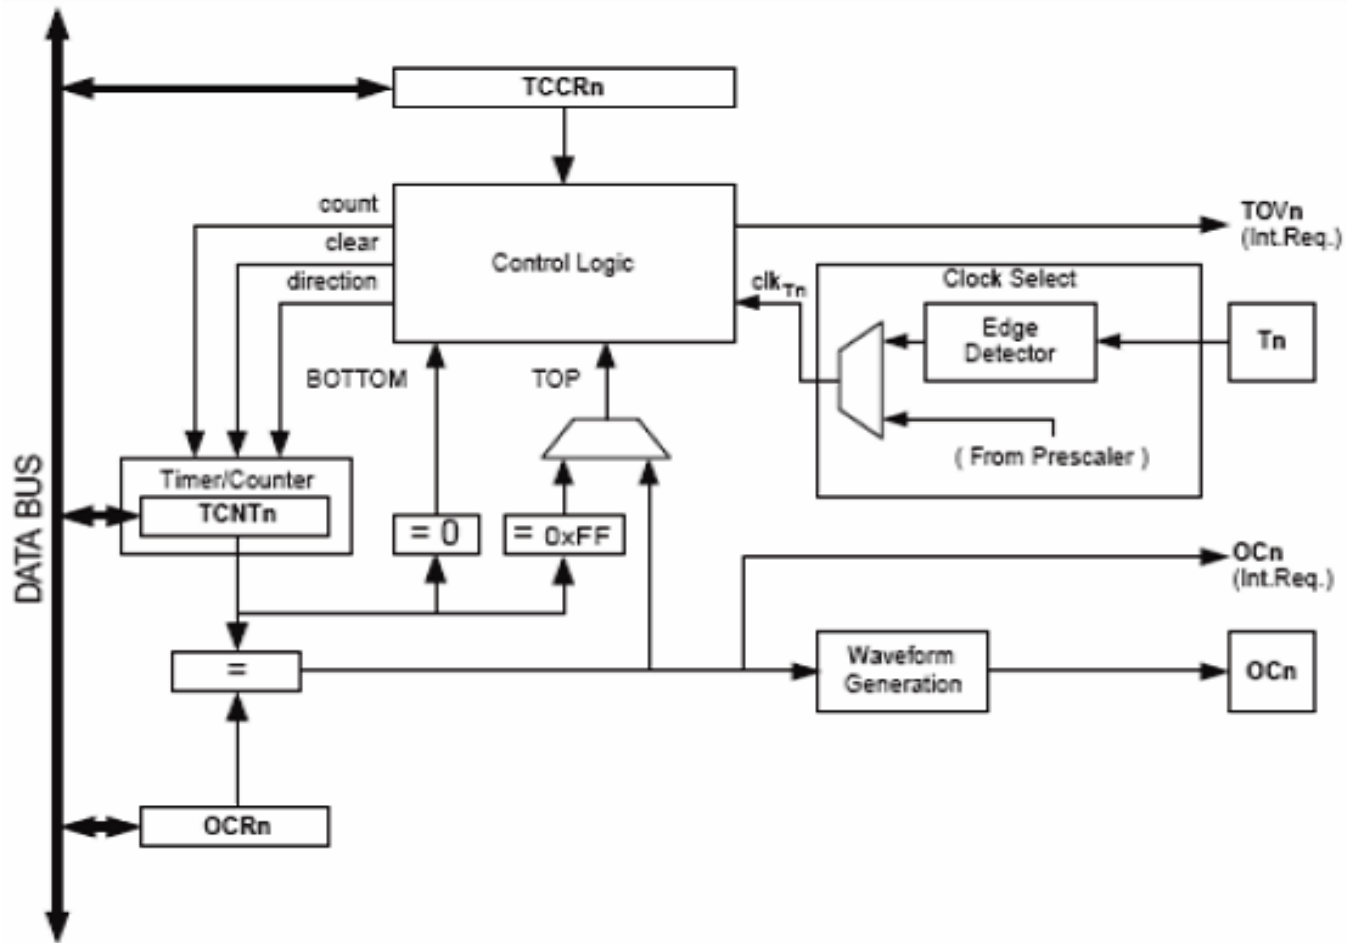 TCCRn
count
clear
direction
Control Logic
TOVn
(Int.Req.)
clkTn
Clock Select
Edge
Detector
Tn
BOTTOM
TOP
( From Prescaler )
Timer/Counter
TCNTn
= 0
= 0xFF
DATA BUS
OCn
(Int.Req.)
=
Waveform
Generation
OCn
OCRn